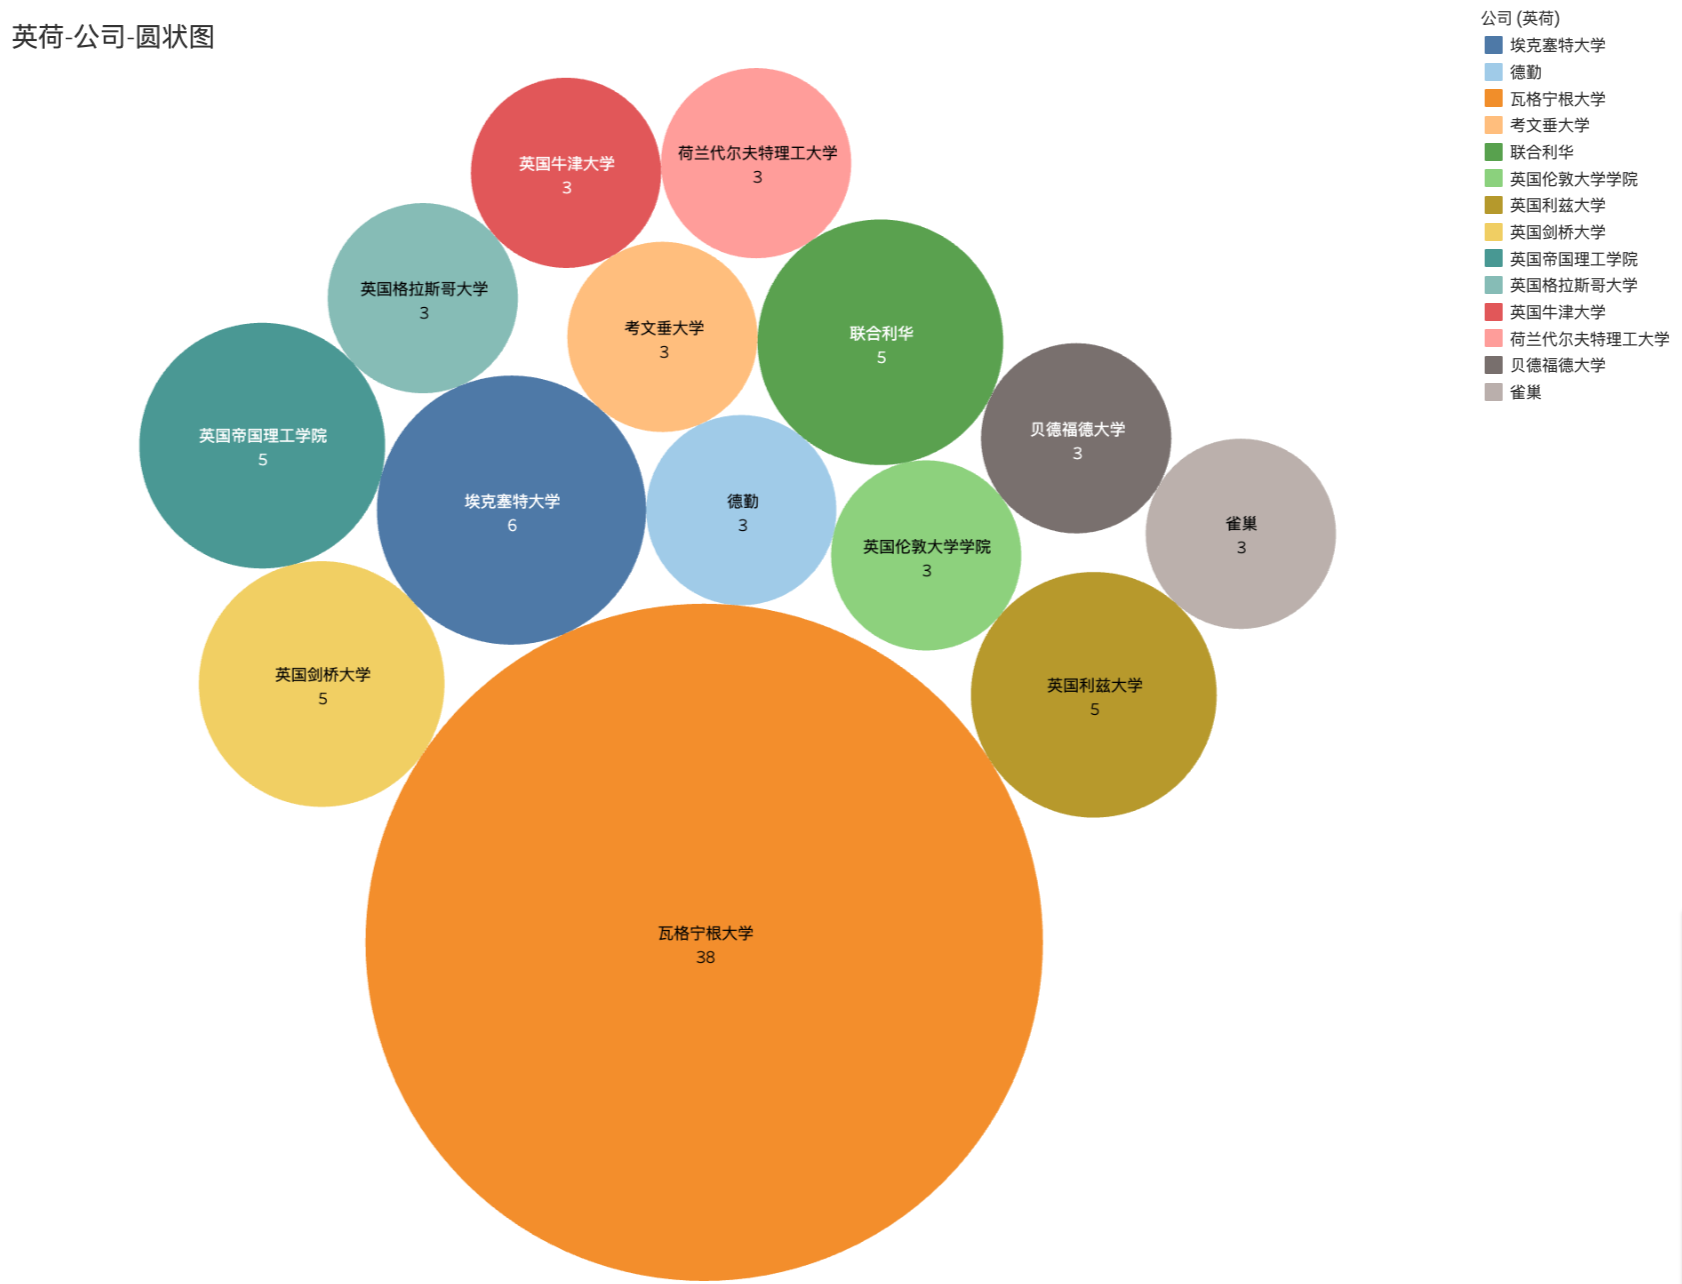 英荷-公司-圆状图
英国牛津大学
3
荷兰代尔夫特理工大学
3
英国格拉斯哥大学
3
考文垂大学
3
联合利华
5
英国帝国理工学院
5
贝德福德大学
3
埃克塞特大学
6
德勤
3
英国伦敦大学学院
3
雀巢
3
英国剑桥大学
5
英国利兹大学
5
瓦格宁根大学
38
公司 (英荷)
埃克塞特大学
德勤
瓦格宁根大学
考文垂大学
联合利华
英国伦敦大学学院
英国利兹大学
英国剑桥大学
英国帝国理工学院
英国格拉斯哥大学
英国牛津大学
荷兰代尔夫特理工大学
贝德福德大学
雀巢